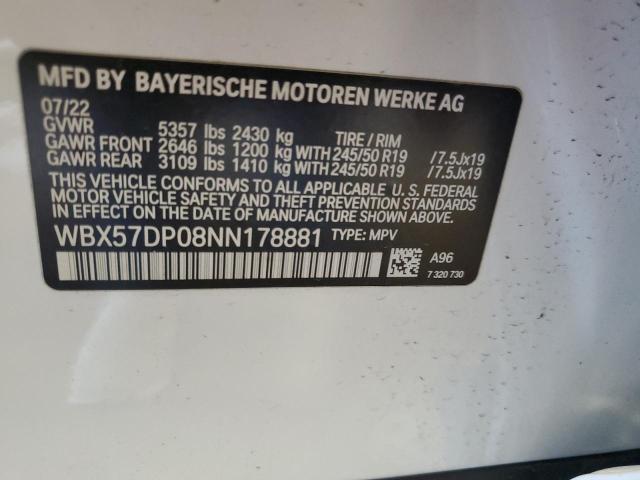 MFD BY BAYERISCHE MOTOREN WERKE AG
07/22
GVWR 5357 lbs 2430 kg TIRE / RIM
GAWR FRONT 2646 lbs 1200 kg WITH 245/50 R19 /7.5Jx19
GAWR REAR 3109 lbs 1410 kg WITH 245/50 R19 /7.5Jx19
THIS VEHICLE CONFORMS TO ALL APPLICABLE U. S. FEDERAL
MOTOR VEHICLE SAFETY AND THEFT PREVENTION STANDARDS
IN EFFECT ON THE DATE OF MANUFACTURE SHOWN ABOVE.
WBX57DP08NN178881 TYPE: MPV
A96
7 320 730